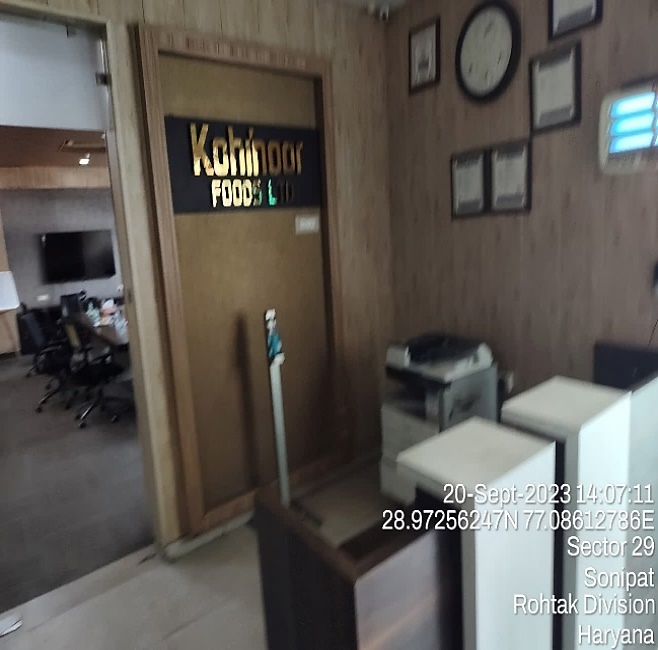 Kohinoor
FOODS LTD
20-Sept-2023 14:07:11
28.97256247N 77.08612786E
Sector 29
Sonipat
Rohtak Division
Haryana